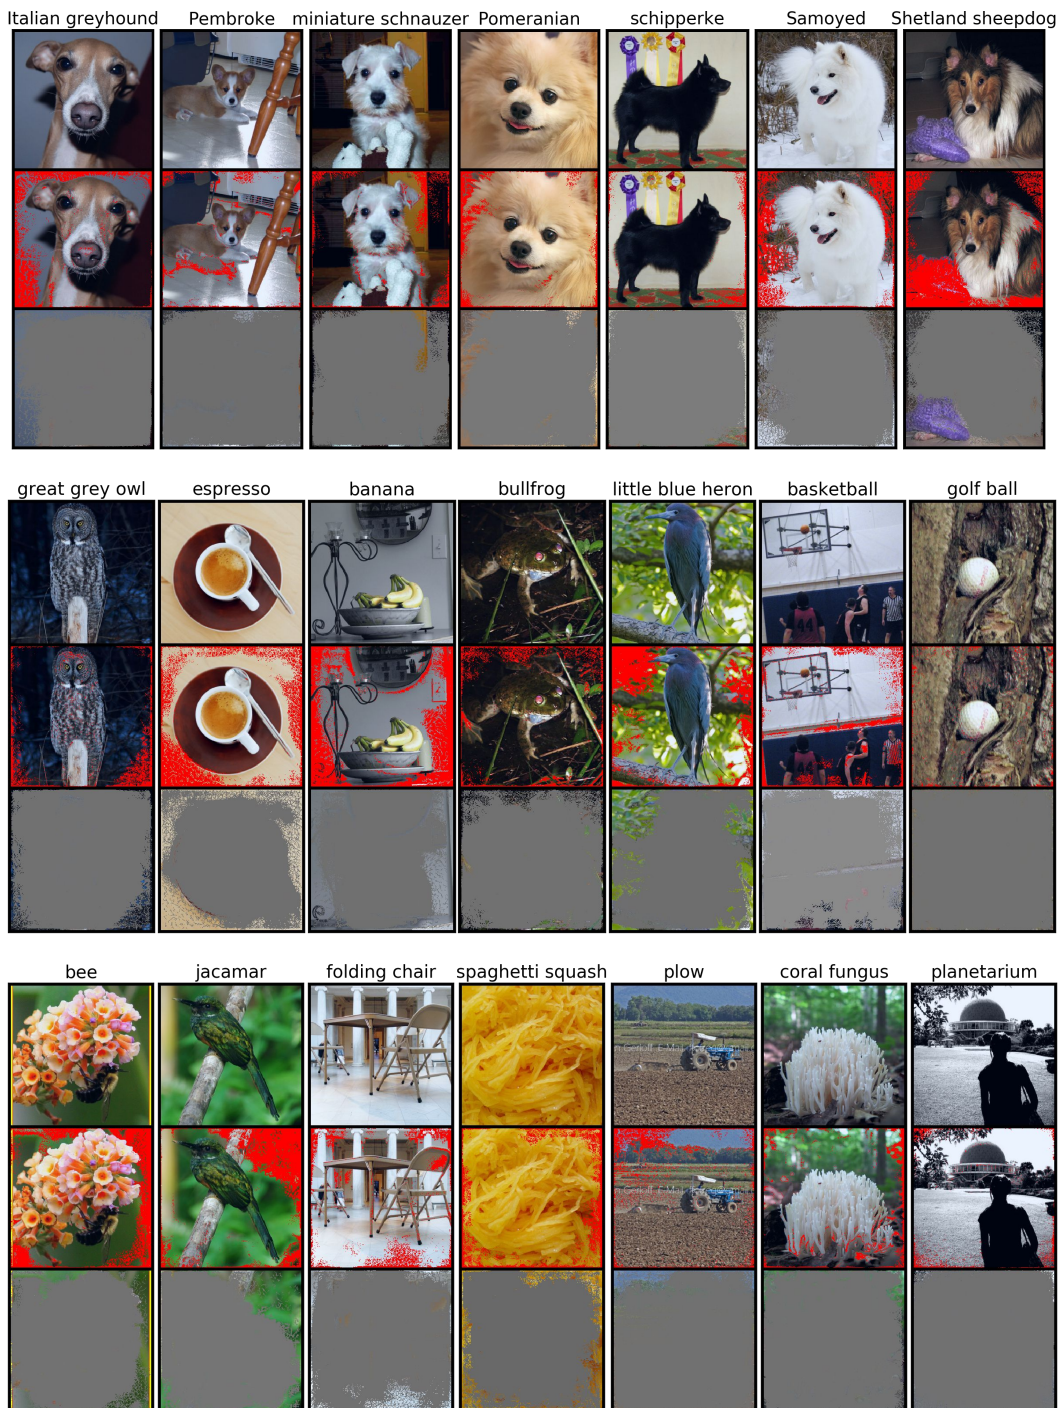 Italian greyhound Pembroke miniature schnauzer Pomeranian schipperke Samoyed Shetland sheepdog
great grey owl espresso banana bullfrog little blue heron basketball golf ball
44
bee jacamar folding chair spaghetti squash plow coral fungus planetarium